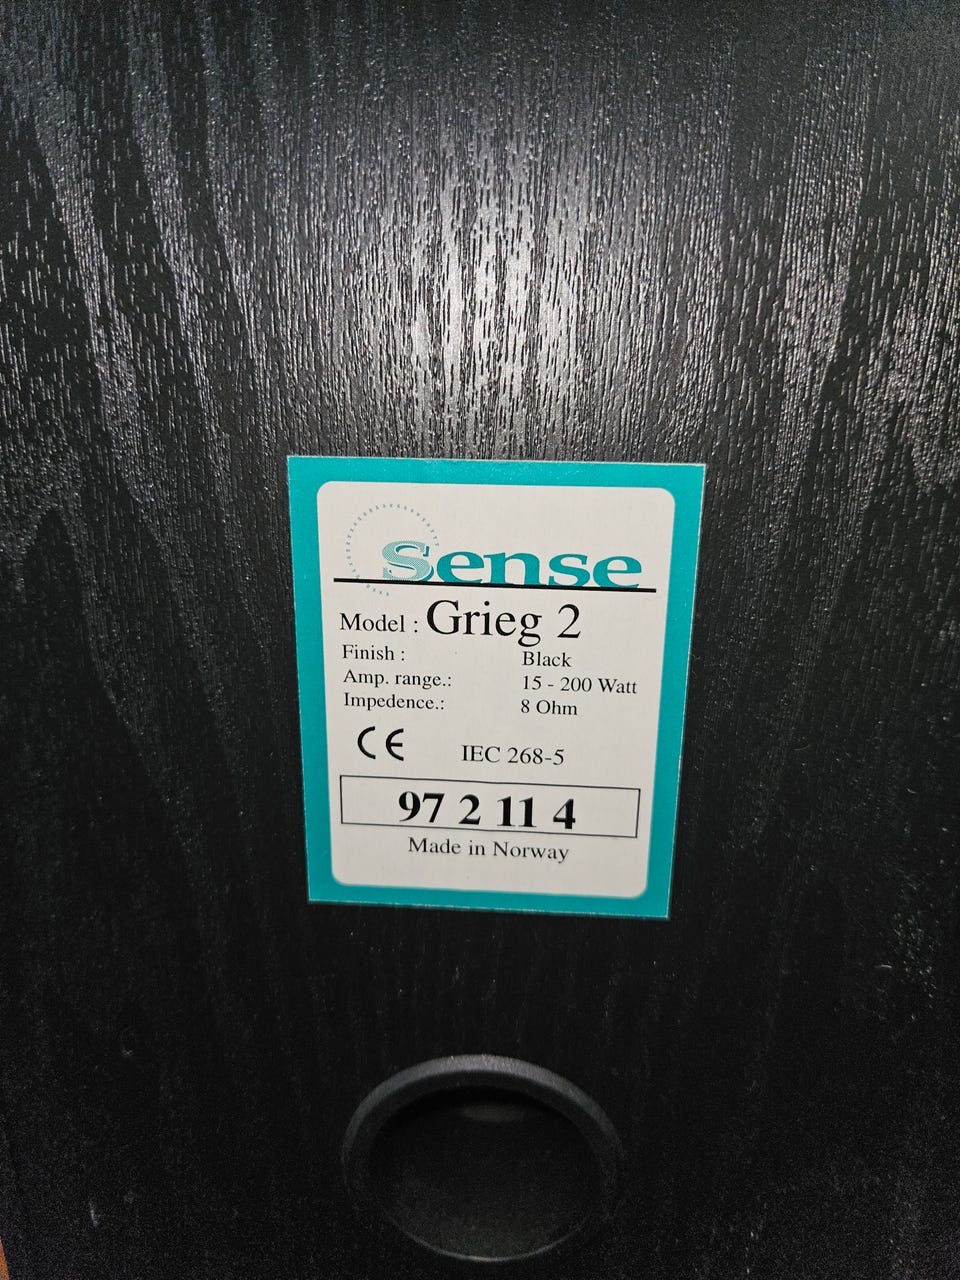 Sense
Model : Grieg 2
Finish : Black
Amp. range.: 15 - 200 Watt
Impedence.: 8 Ohm
CE IEC 268-5
97 2 11 4
Made in Norway